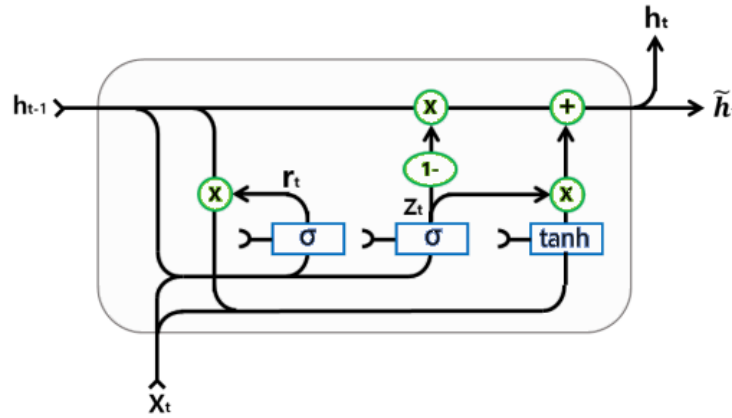 hₜ
hₜ₋₁
x
+
h̃
1-
x
rₜ
zₜ
x
σ
σ
tanh
Xₜ